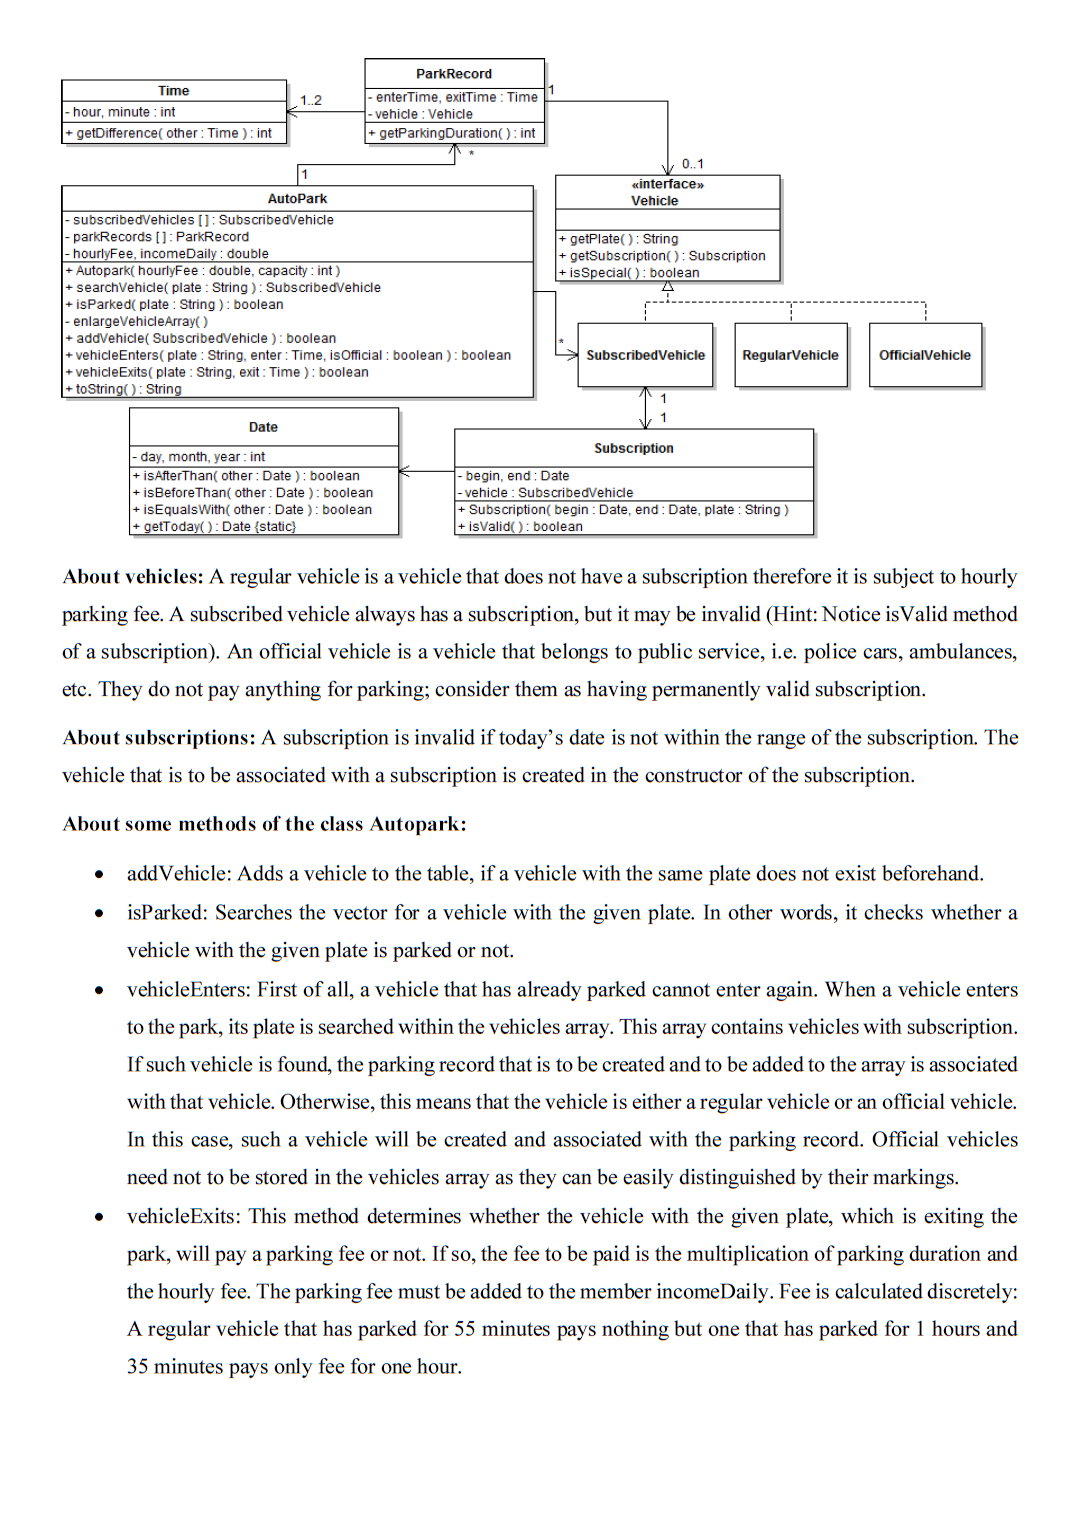 ParkRecord
- enterTime, exitTime : Time
- vehicle : Vehicle
+ getParkingDuration( ) : int
Time
- hour, minute : int
+ getDifference( other : Time ) : int
1..2
1
*
1
0..1
«interface»
Vehicle
+ getPlate( ) : String
+ getSubscription( ) : Subscription
+ isSpecial( ) : boolean
AutoPark
- subscribedVehicles [ ] : SubscribedVehicle
- parkRecords [ ] : ParkRecord
- hourlyFee, incomeDaily : double
+ Autopark( hourlyFee : double, capacity : int )
+ searchVehicle( plate : String ) : SubscribedVehicle
+ isParked( plate : String ) : boolean
- enlargeVehicleArray( )
+ addVehicle( SubscribedVehicle ) : boolean
+ vehicleEnters( plate : String, enter : Time, isOfficial : boolean ) : boolean
+ vehicleExits( plate : String, exit : Time ) : boolean
+ toString( ) : String
*
SubscribedVehicle
RegularVehicle
OfficialVehicle
1
1
Date
- day, month, year : int
+ isAfterThan( other : Date ) : boolean
+ isBeforeThan( other : Date ) : boolean
+ isEqualsWith( other : Date ) : boolean
+ getToday( ) : Date {static}
Subscription
- begin, end : Date
- vehicle : SubscribedVehicle
+ Subscription( begin : Date, end : Date, plate : String )
+ isValid( ) : boolean
About vehicles: A regular vehicle is a vehicle that does not have a subscription therefore it is subject to hourly
parking fee. A subscribed vehicle always has a subscription, but it may be invalid (Hint: Notice isValid method
of a subscription). An official vehicle is a vehicle that belongs to public service, i.e. police cars, ambulances,
etc. They do not pay anything for parking; consider them as having permanently valid subscription.
About subscriptions: A subscription is invalid if today’s date is not within the range of the subscription. The
vehicle that is to be associated with a subscription is created in the constructor of the subscription.
About some methods of the class Autopark:
• addVehicle: Adds a vehicle to the table, if a vehicle with the same plate does not exist beforehand.
• isParked: Searches the vector for a vehicle with the given plate. In other words, it checks whether a
vehicle with the given plate is parked or not.
• vehicleEnters: First of all, a vehicle that has already parked cannot enter again. When a vehicle enters
to the park, its plate is searched within the vehicles array. This array contains vehicles with subscription.
If such vehicle is found, the parking record that is to be created and to be added to the array is associated
with that vehicle. Otherwise, this means that the vehicle is either a regular vehicle or an official vehicle.
In this case, such a vehicle will be created and associated with the parking record. Official vehicles
need not to be stored in the vehicles array as they can be easily distinguished by their markings.
• vehicleExits: This method determines whether the vehicle with the given plate, which is exiting the
park, will pay a parking fee or not. If so, the fee to be paid is the multiplication of parking duration and
the hourly fee. The parking fee must be added to the member incomeDaily. Fee is calculated discretely:
A regular vehicle that has parked for 55 minutes pays nothing but one that has parked for 1 hours and
35 minutes pays only fee for one hour.